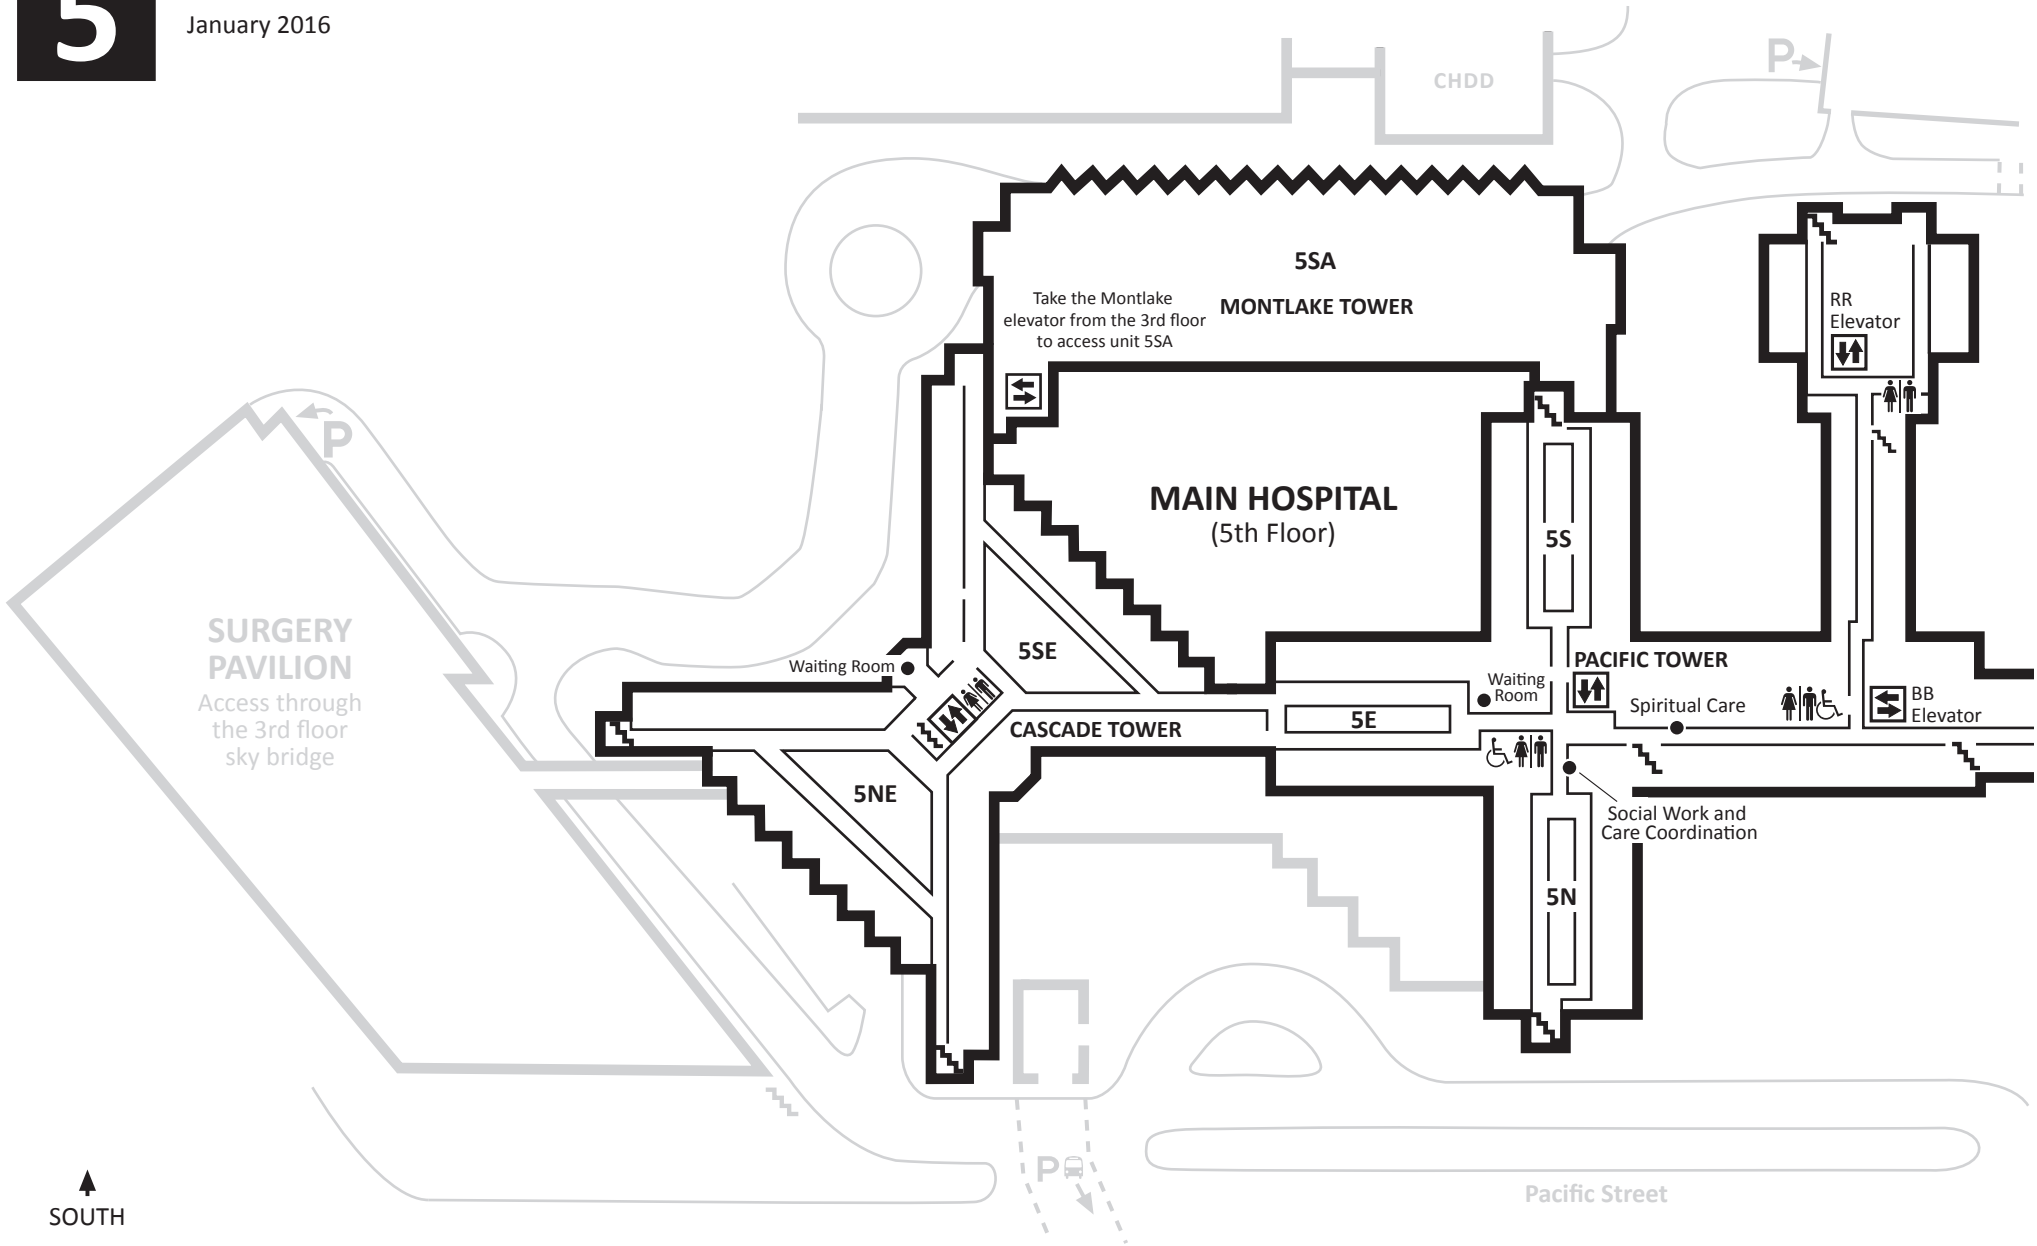 5
January 2016
CHDD
P
5SA
MONTLAKE TOWER
Take the Montlake
elevator from the 3rd floor
to access unit 5SA
RR
Elevator
P
MAIN HOSPITAL
(5th Floor)
5S
SURGERY
PAVILION
Access through
the 3rd floor
sky bridge
5SE
Waiting Room
PACIFIC TOWER
Waiting
Room
Spiritual Care
BB
Elevator
5E
CASCADE TOWER
5NE
Social Work and
Care Coordination
5N
P
Pacific Street
SOUTH